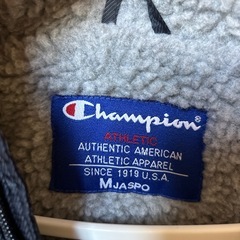 Champion
ATHLETIC
AUTHENTIC AMERICAN
ATHLETIC APPAREL
SINCE 1919 U.S.A.
MJASPO